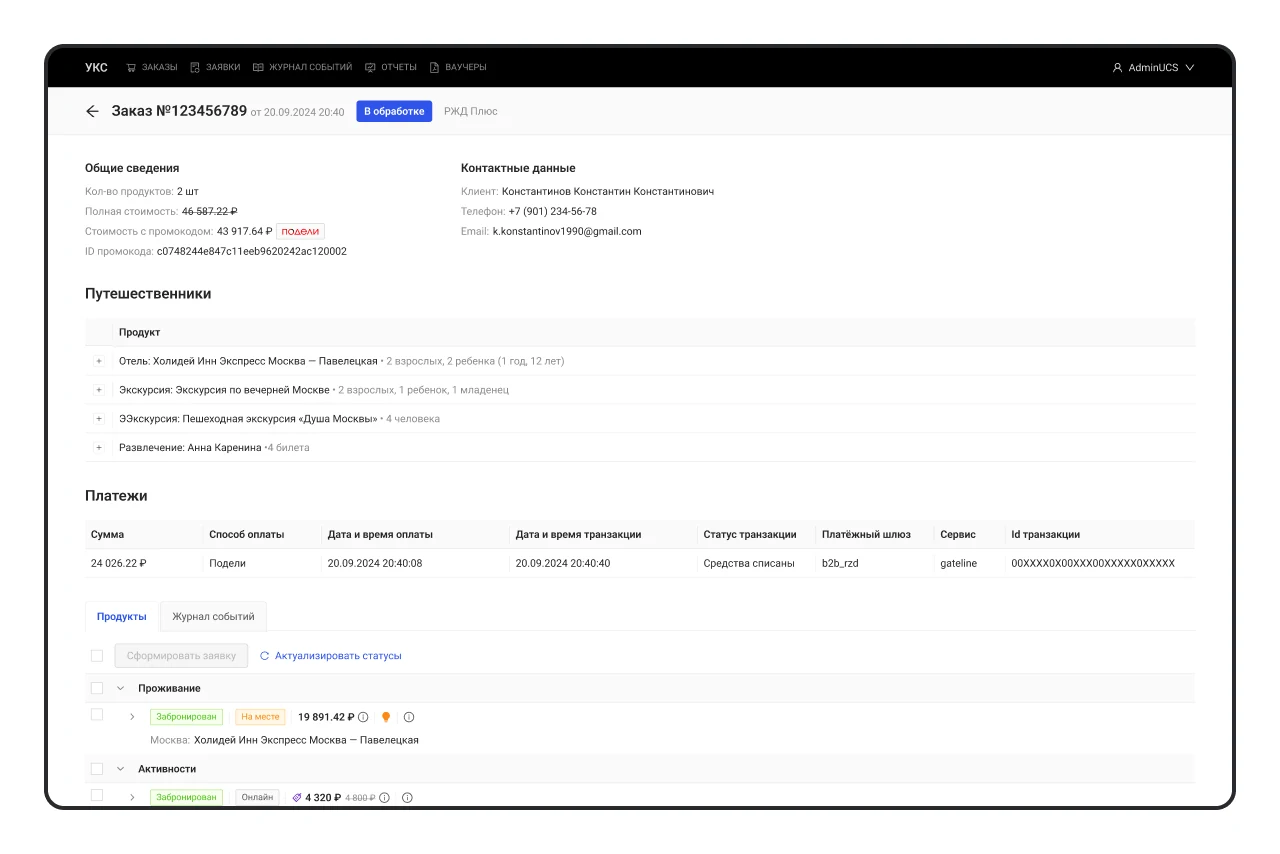 УКС ЗАКАЗЫ ЗАЯВКИ ЖУРНАЛ СОБЫТИЙ ОТЧЕТЫ ВАУЧЕРЫ AdminUCS
Заказ №123456789 от 20.09.2024 20:40 В обработке РЖД Плюс
Общие сведения
Кол-во продуктов: 2 шт
Полная стоимость: 46 587.22 ₽
Стоимость с промокодом: 43 917.64 ₽ подели
ID промокода: c0748244e847c11eeb9620242ac120002
Контактные данные
Клиент: Константинов Константин Константинович
Телефон: +7 (901) 234-56-78
Email: k.konstantinov1990@gmail.com
Путешественники
Продукт
+ Отель: Холидей Инн Экспресс Москва — Павелецкая • 2 взрослых, 2 ребенка (1 год, 12 лет)
+ Экскурсия: Экскурсия по вечерней Москве • 2 взрослых, 1 ребенок, 1 младенец
+ ЭЭкскурсия: Пешеходная экскурсия «Душа Москвы» • 4 человека
+ Развлечение: Анна Каренина •4 билета
Платежи
Сумма Способ оплаты Дата и время оплаты Дата и время транзакции Статус транзакции Платёжный шлюз Сервис Id транзакции
24 026.22 ₽ Подели 20.09.2024 20:40:08 20.09.2024 20:40:40 Средства списаны b2b_rzd gateline 00XXXX0X00XXX00XXXXX0XXXXX
Продукты Журнал событий
Сформировать заявку Актуализировать статусы
Проживание
Забронирован На месте 19 891.42 ₽
Москва: Холидей Инн Экспресс Москва — Павелецкая
Активности
Забронирован Онлайн 4 320 ₽ 4 800 ₽